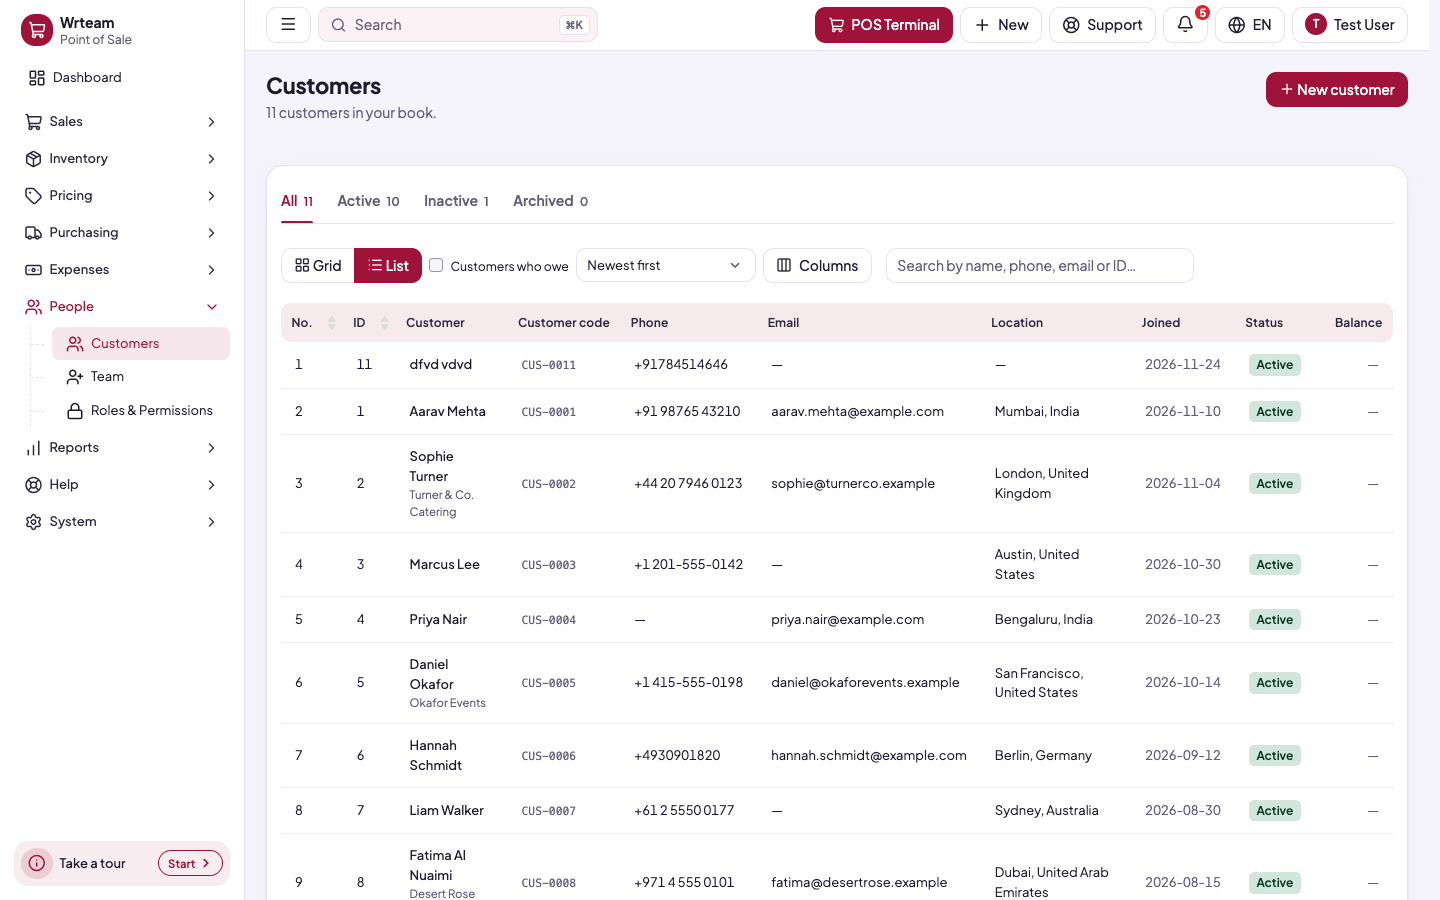 Wrteam
Point of Sale
Search
⌘K
POS Terminal
New
Support
5
EN
T
Test User
Dashboard
Sales
Inventory
Pricing
Purchasing
Expenses
People
Customers
Team
Roles & Permissions
Reports
Help
System
Take a tour
Start
Customers
11 customers in your book.
+ New customer
All 11 Active 10 Inactive 1 Archived 0
Grid List Customers who owe Newest first Columns Search by name, phone, email or ID...
No. ID Customer Customer code Phone Email Location Joined Status Balance
1 11 dfvd vdvd CUS-0011 +91784514646 — — 2026-11-24 Active —
2 1 Aarav Mehta CUS-0001 +91 98765 43210 aarav.mehta@example.com Mumbai, India 2026-11-10 Active —
3 2 Sophie Turner CUS-0002 +44 20 7946 0123 sophie@turnerco.example London, United Kingdom 2026-11-04 Active —
Turner & Co. Catering
4 3 Marcus Lee CUS-0003 +1 201-555-0142 — Austin, United States 2026-10-30 Active —
5 4 Priya Nair CUS-0004 — priya.nair@example.com Bengaluru, India 2026-10-23 Active —
6 5 Daniel Okafor CUS-0005 +1 415-555-0198 daniel@okaforevents.example San Francisco, United States 2026-10-14 Active —
Okafor Events
7 6 Hannah Schmidt CUS-0006 +4930901820 hannah.schmidt@example.com Berlin, Germany 2026-09-12 Active —
8 7 Liam Walker CUS-0007 +61 2 5550 0177 — Sydney, Australia 2026-08-30 Active —
9 8 Fatima Al Nuaimi CUS-0008 +971 4 555 0101 fatima@desertrose.example Dubai, United Arab Emirates 2026-08-15 Active —
Desert Rose